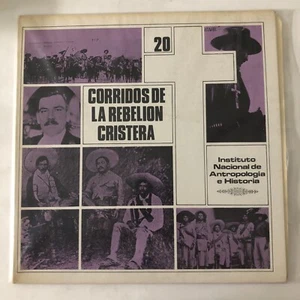 20
CORRIDOS DE
LA REBELION
CRISTERA
Instituto
Nacional de
Antropología
e Historia